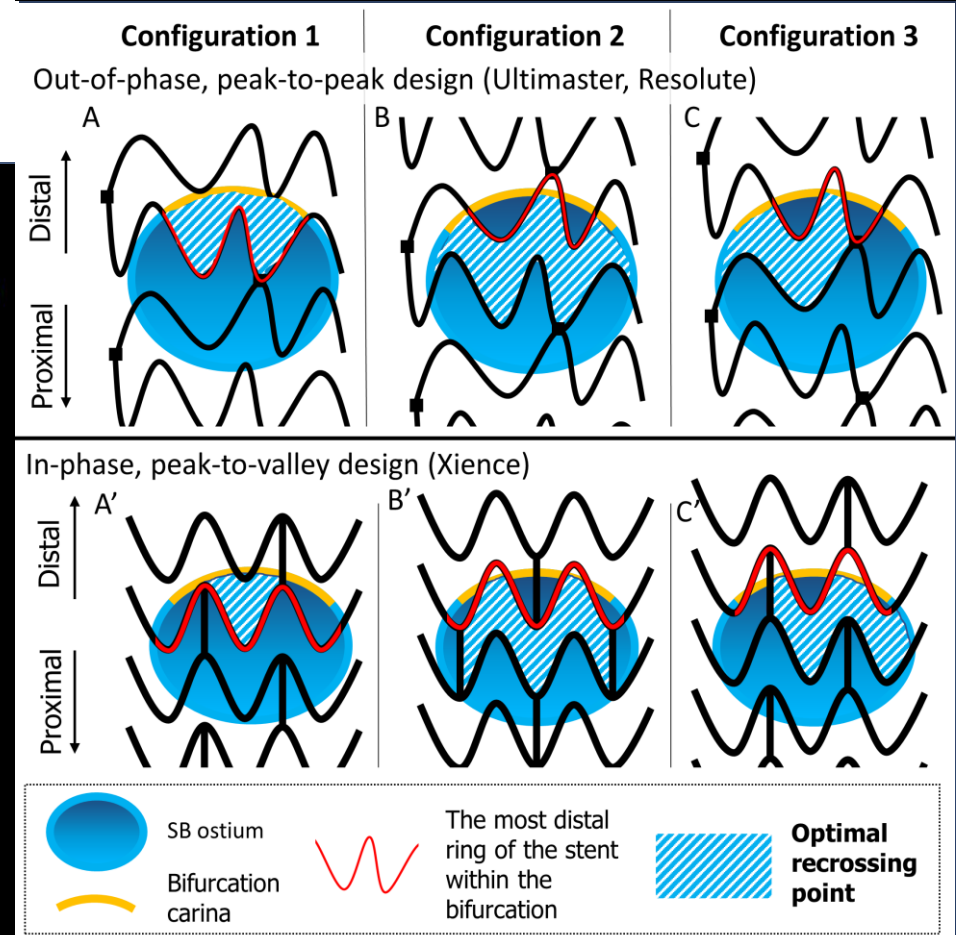 Configuration 1 Configuration 2 Configuration 3
Out-of-phase, peak-to-peak design (Ultimaster, Resolute)
A B C
Distal
Proximal
In-phase, peak-to-valley design (Xience)
A' B' C'
Distal
Proximal
SB ostium
Bifurcation
carina
The most distal
ring of the stent
within the
bifurcation
Optimal
recrossing
point